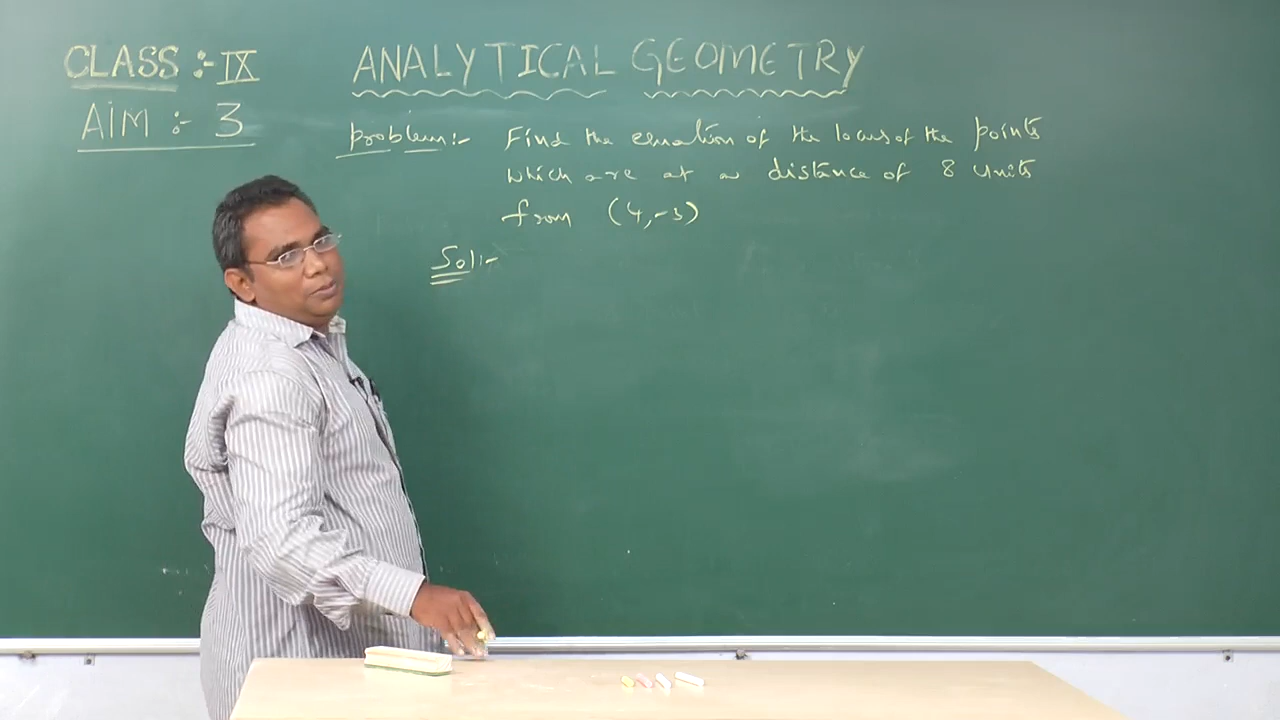 CLASS :- IX
ANALYTICAL GEOMETRY
AIM :- 3
Problem:- Find the equation of the locus of the points
which are at a distance of 8 units
from (4,-3)
Sol:-